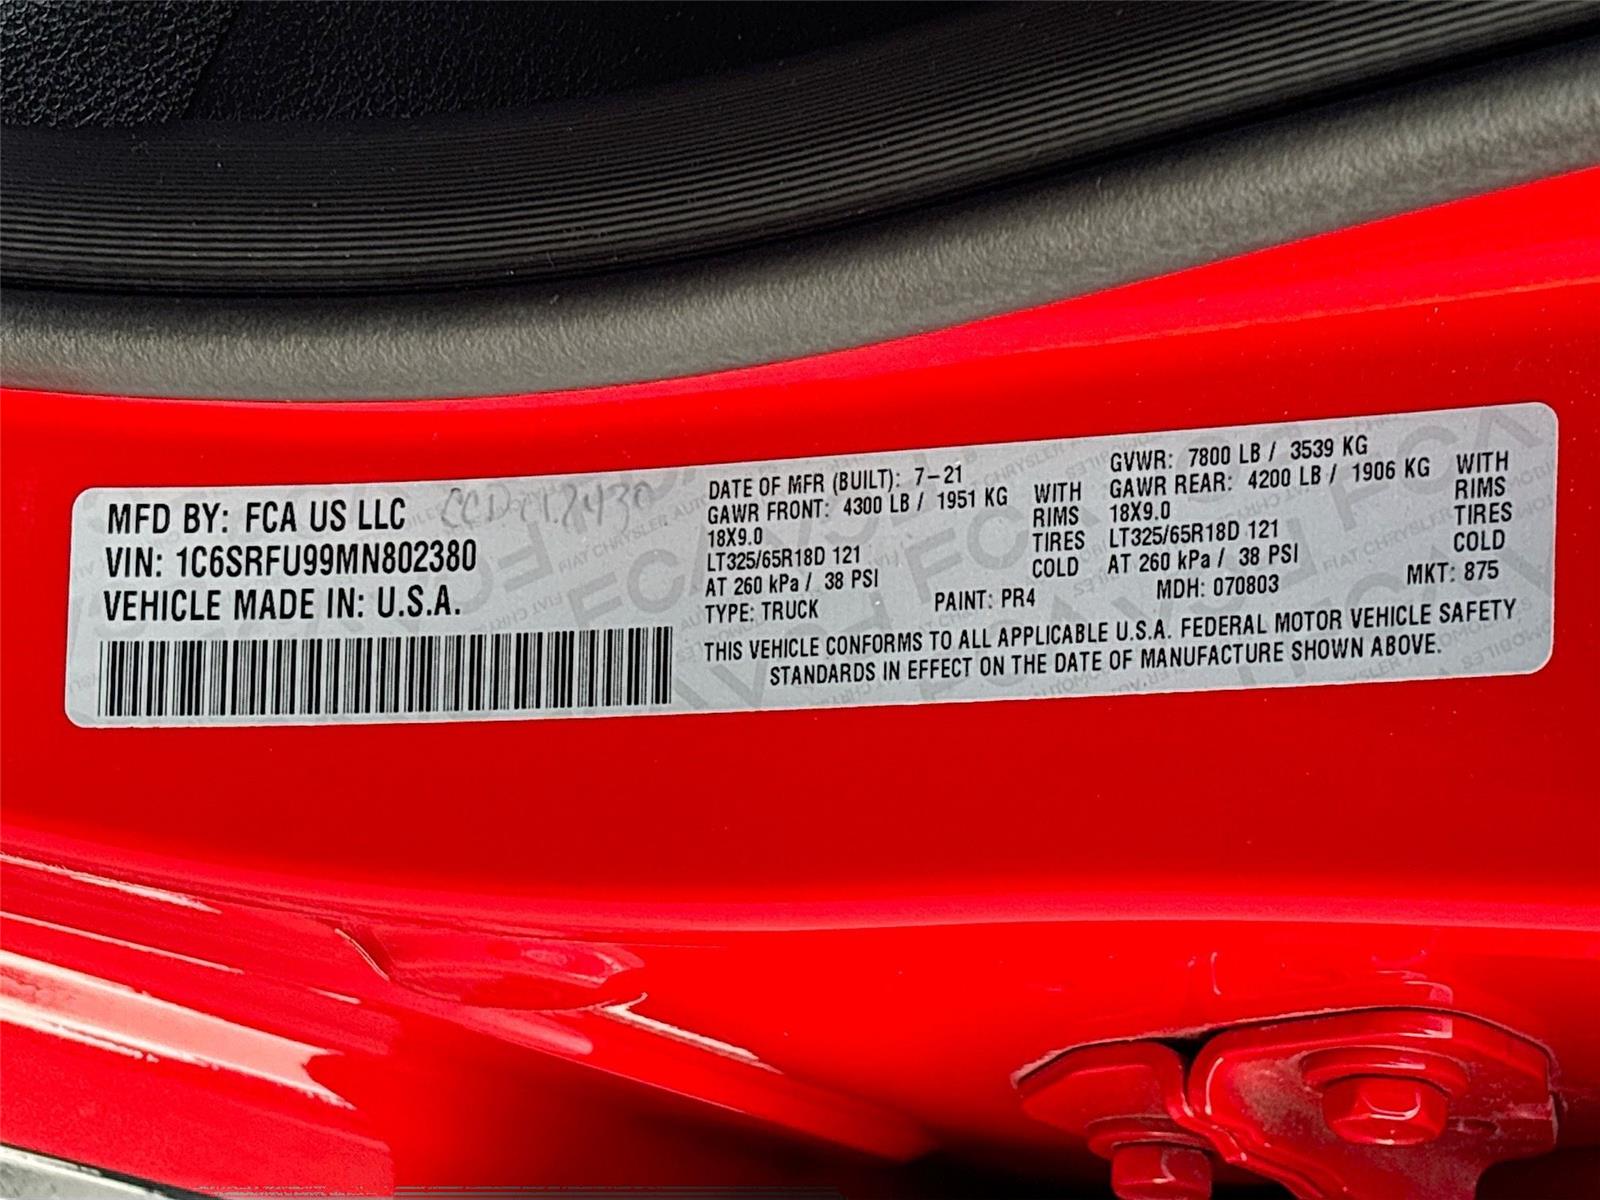 MFD BY: FCA US LLC
VIN: 1C6SRFU99MN802380
VEHICLE MADE IN: U.S.A.
DATE OF MFR (BUILT): 7-21
GAWR FRONT: 4300 LB / 1951 KG
18X9.0
LT325/65R18D 121
AT 260 kPa / 38 PSI
WITH
RIMS
TIRES
COLD
GVWR: 7800 LB / 3539 KG
GAWR REAR: 4200 LB / 1906 KG
18X9.0
LT325/65R18D 121
AT 260 kPa / 38 PSI
WITH
RIMS
TIRES
COLD
TYPE: TRUCK PAINT: PR4 MDH: 070803 MKT: 875
THIS VEHICLE CONFORMS TO ALL APPLICABLE U.S.A. FEDERAL MOTOR VEHICLE SAFETY
STANDARDS IN EFFECT ON THE DATE OF MANUFACTURE SHOWN ABOVE.